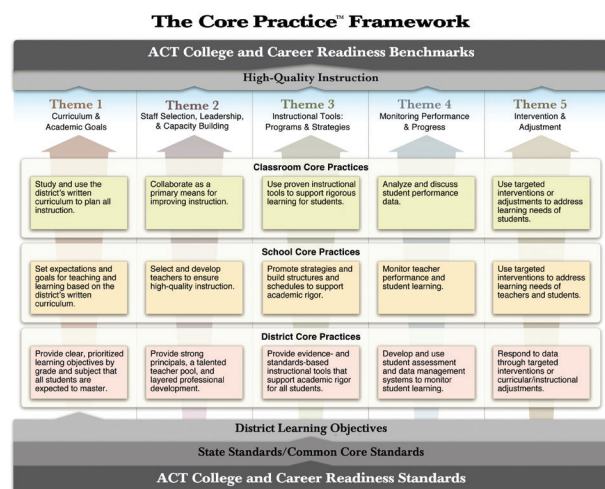 The Core Practice™ Framework
ACT College and Career Readiness Benchmarks
High-Quality Instruction
Theme 1
Curriculum &
Academic Goals
Theme 2
Staff Selection, Leadership,
& Capacity Building
Theme 3
Instructional Tools:
Programs & Strategies
Theme 4
Monitoring Performance
& Progress
Theme 5
Intervention &
Adjustment
Classroom Core Practices
Study and use the
district's written
curriculum to plan all
instruction.
Collaborate as a
primary means for
improving instruction.
Use proven instructional
tools to support rigorous
learning for students.
Analyze and discuss
student performance
data.
Use targeted
interventions or
adjustments to address
learning needs of
students.
School Core Practices
Set expectations and
goals for teaching and
learning based on the
district's written
curriculum.
Select and develop
teachers to ensure
high-quality instruction.
Promote strategies and
build structures and
schedules to support
academic rigor.
Monitor teacher
performance and
student learning.
Use targeted
interventions to address
learning needs of
teachers and students.
District Core Practices
Provide clear, prioritized
learning objectives by
grade and subject that
all students are
expected to master.
Provide strong
principals, a talented
teacher pool, and
layered professional
development.
Provide evidence- and
standards-based
instructional tools that
support academic rigor
for all students.
Develop and use
student assessment
and data management
systems to monitor
student learning.
Respond to data
through targeted
interventions or
curricular/instructional
adjustments.
District Learning Objectives
State Standards/Common Core Standards
ACT College and Career Readiness Standards